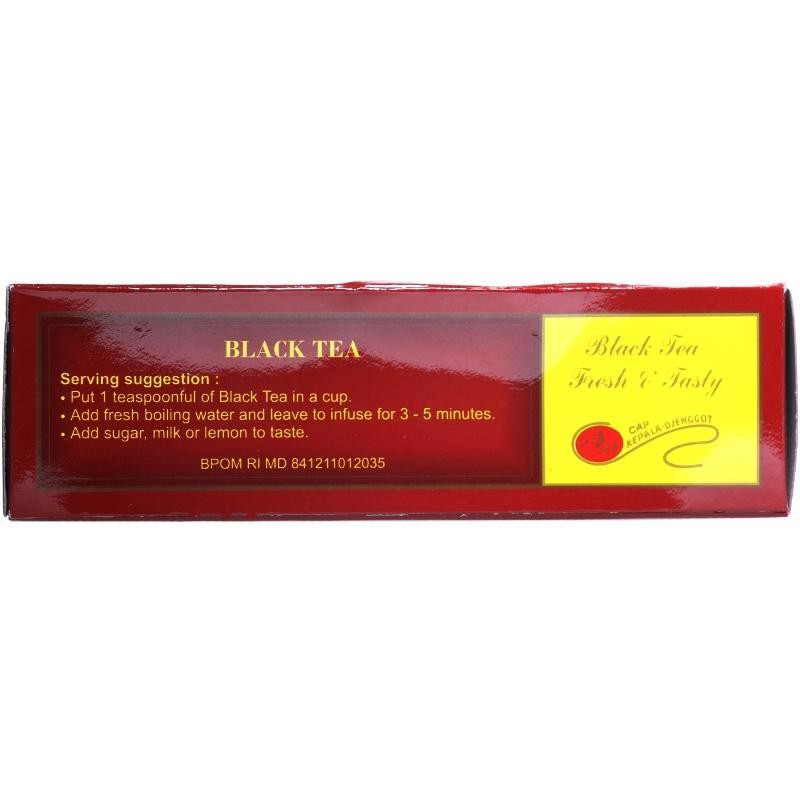 BLACK TEA
Serving suggestion :
• Put 1 teaspoonful of Black Tea in a cup.
• Add fresh boiling water and leave to infuse for 3 - 5 minutes.
• Add sugar, milk or lemon to taste.
BPOM RI MD 841211012035
Black Tea
Fresh & Tasty
CAP
KEPALA-DJENGGOT